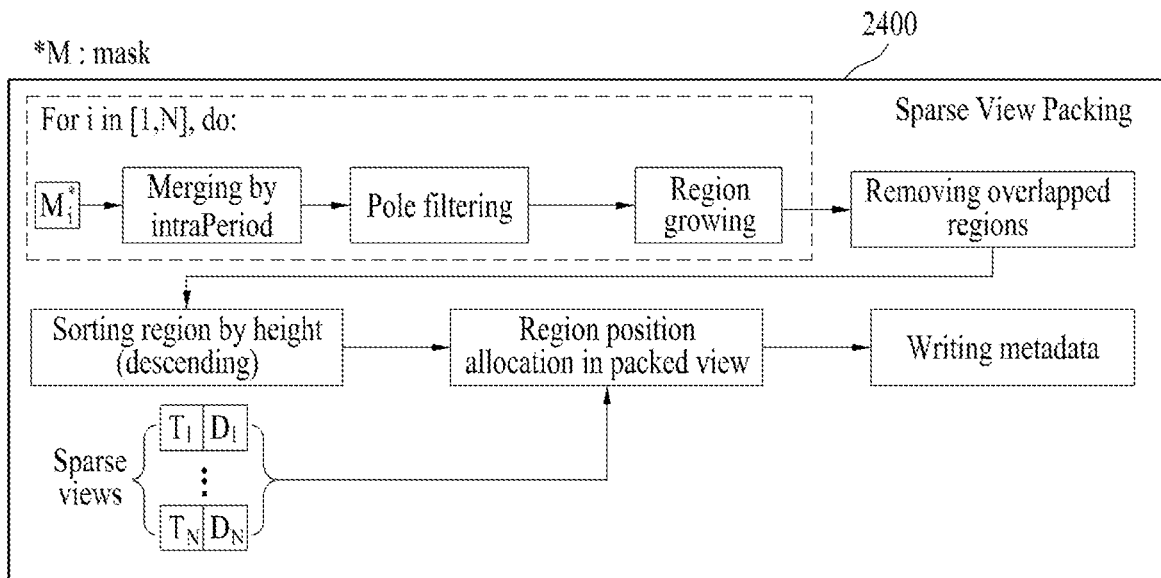 2400
*M : mask
For i in [1,N], do:
Sparse View Packing
M*i
Merging by
intraPeriod
Pole filtering
Region
growing
Removing overlapped
regions
Sorting region by height
(descending)
Region position
allocation in packed view
Writing metadata
Sparse
views
T1 D1
⋮
TN DN